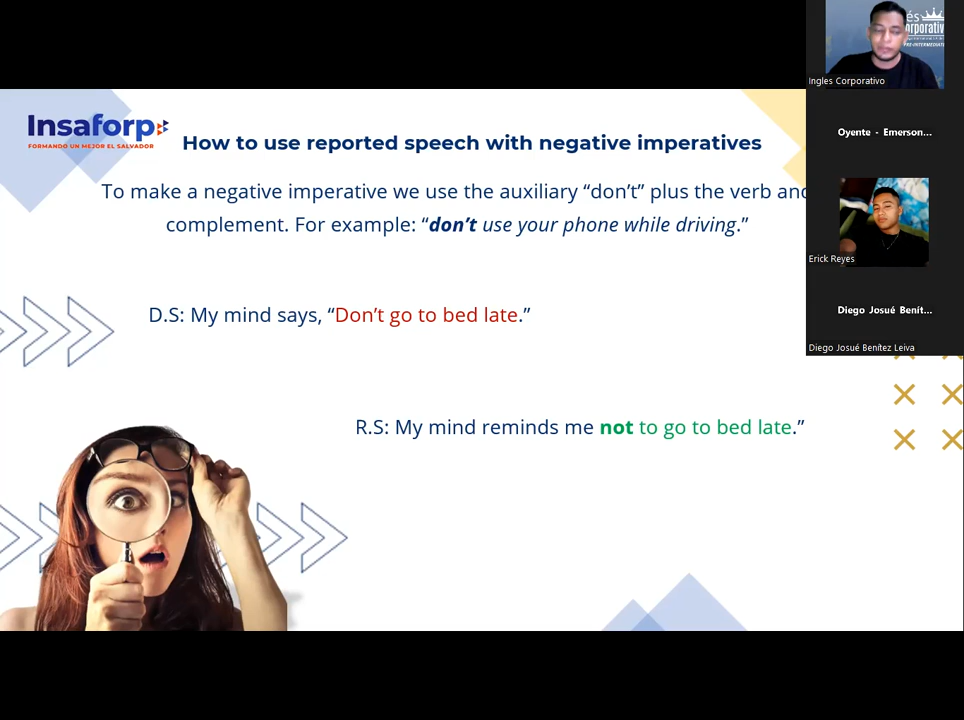 Insaforp
FORMANDO UN MEJOR EL SALVADOR
How to use reported speech with negative imperatives
To make a negative imperative we use the auxiliary “don’t” plus the verb and
complement. For example: “don’t use your phone while driving.”
D.S: My mind says, “Don’t go to bed late.”
R.S: My mind reminds me not to go to bed late.”
PRE-INTERMEDIATE
Ingles Corporativo
Oyente - Emerson...
Erick Reyes
Diego Josué Benít...
Diego Josué Benítez Leiva